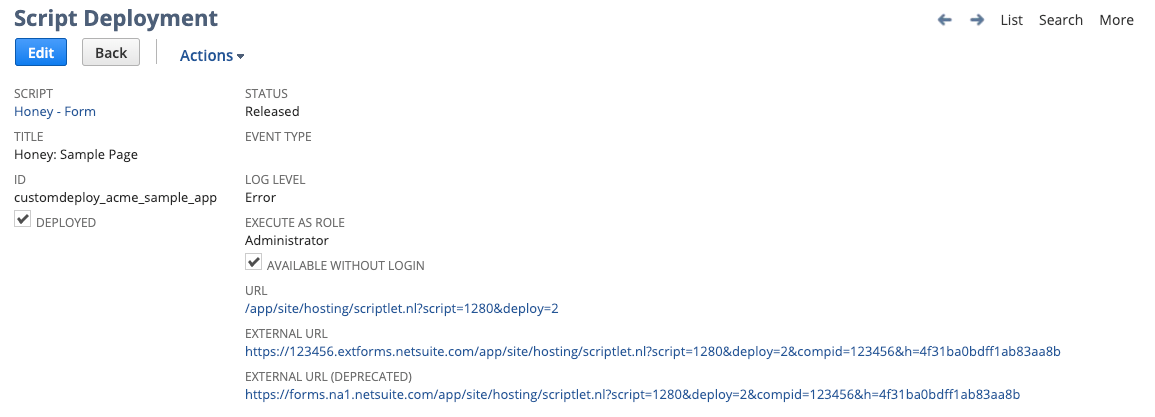 Script Deployment
List Search More
Edit Back Actions
SCRIPT
Honey - Form
TITLE
Honey: Sample Page
ID
customdeploy_acme_sample_app
DEPLOYED
STATUS
Released
EVENT TYPE
LOG LEVEL
Error
EXECUTE AS ROLE
Administrator
AVAILABLE WITHOUT LOGIN
URL
/app/site/hosting/scriptlet.nl?script=1280&deploy=2
EXTERNAL URL
https://123456.extforms.netsuite.com/app/site/hosting/scriptlet.nl?script=1280&deploy=2&compid=123456&h=4f31ba0bdff1ab83aa8b
EXTERNAL URL (DEPRECATED)
https://forms.na1.netsuite.com/app/site/hosting/scriptlet.nl?script=1280&deploy=2&compid=123456&h=4f31ba0bdff1ab83aa8b